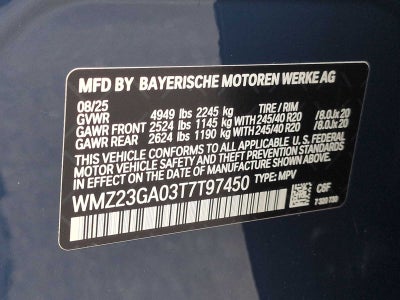 MFD BY BAYERISCHE MOTOREN WERKE AG
08/25
GVWR 4949 lbs 2245 kg TIRE / RIM
GAWR FRONT 2524 lbs 1145 kg WITH 245/40 R20 /8.0Jx20
GAWR REAR 2624 lbs 1190 kg WITH 245/40 R20 /8.0Jx20
THIS VEHICLE CONFORMS TO ALL APPLICABLE U. S. FEDERAL
MOTOR VEHICLE SAFETY, BUMPER, AND THEFT PREVENTION
STANDARDS IN EFFECT ON THE DATE OF MANUFACTURE SHOWN ABOVE.
WMZ23GA03T7T97450 TYPE: MPV